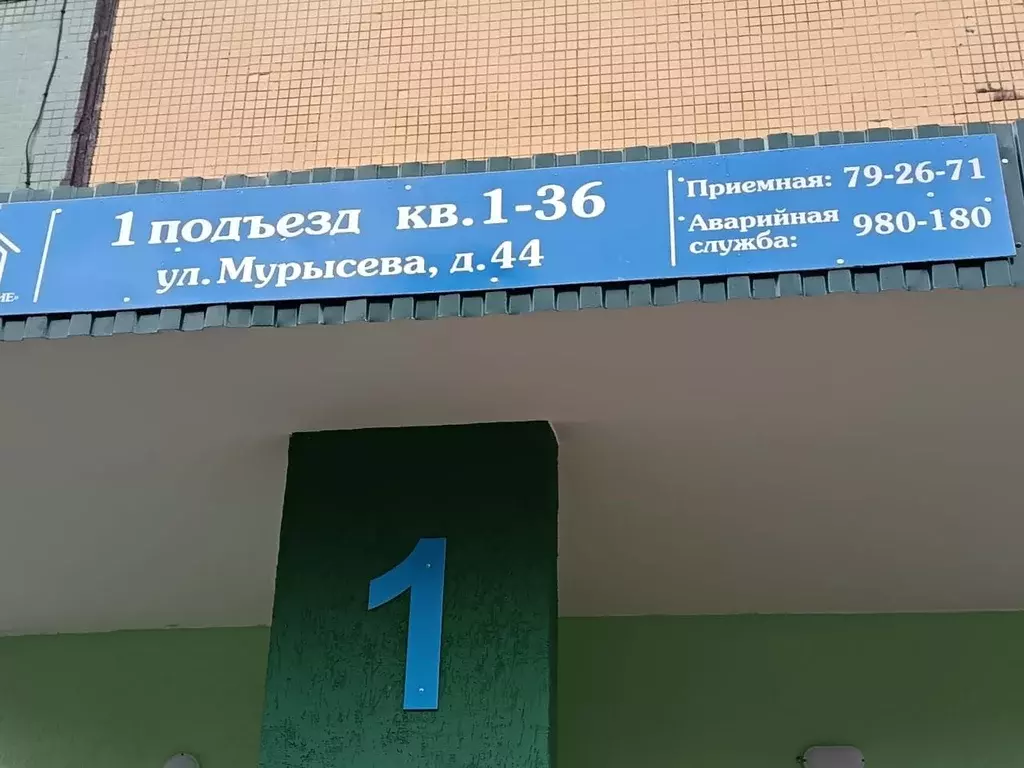 1 подъезд кв. 1-36
ул. Мурысева, д. 44
Приемная: 79-26-71
Аварийная
служба: 980-180
1